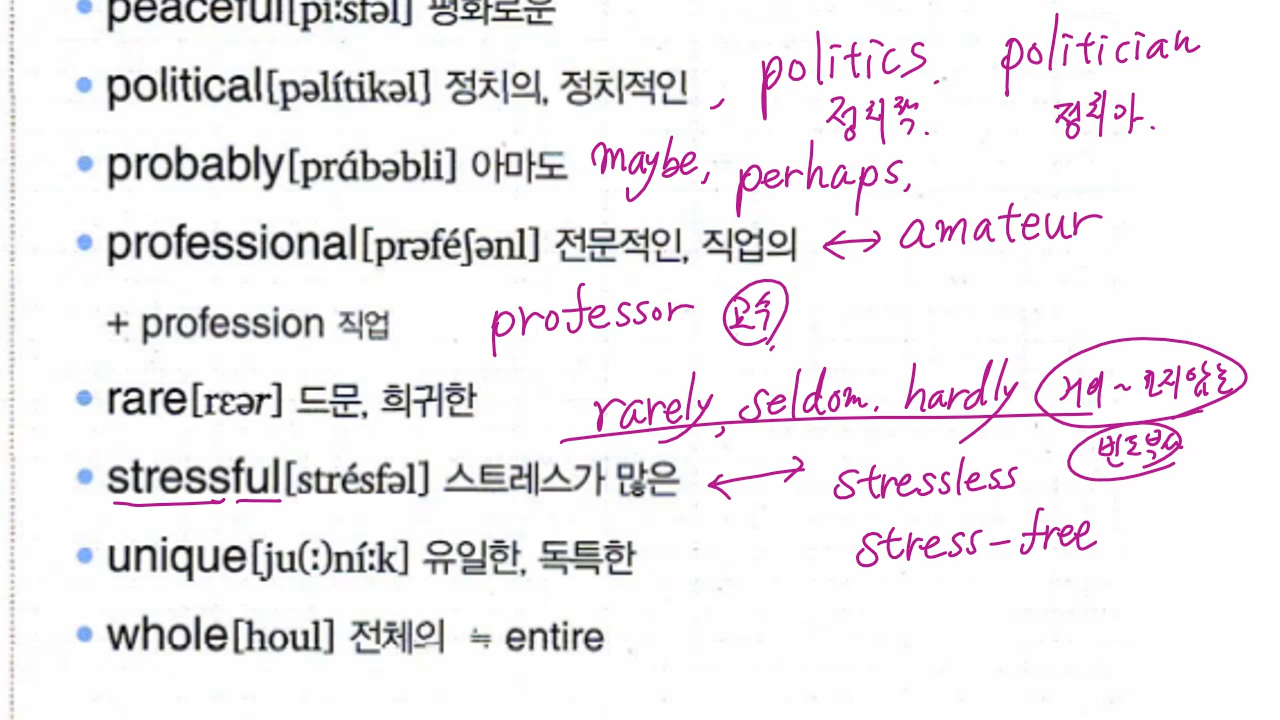 peaceful[píːsfəl] 평화로운
political[pəlítikəl] 정치의, 정치적인 , politics. politician
정치학. 정치가.
probably[prábəbli] 아마도 maybe, perhaps,
professional[prəféʃənl] 전문적인, 직업의 ↔ amateur
+ profession 직업 professor 교수.
rare[rɛər] 드문, 희귀한 rarely, seldom. hardly 거의 ~ 하지않는
빈도부사
stressful[strésfəl] 스트레스가 많은 ↔ stressless
stress-free
unique[ju(ː)níːk] 유일한, 독특한
whole[houl] 전체의 ≒ entire